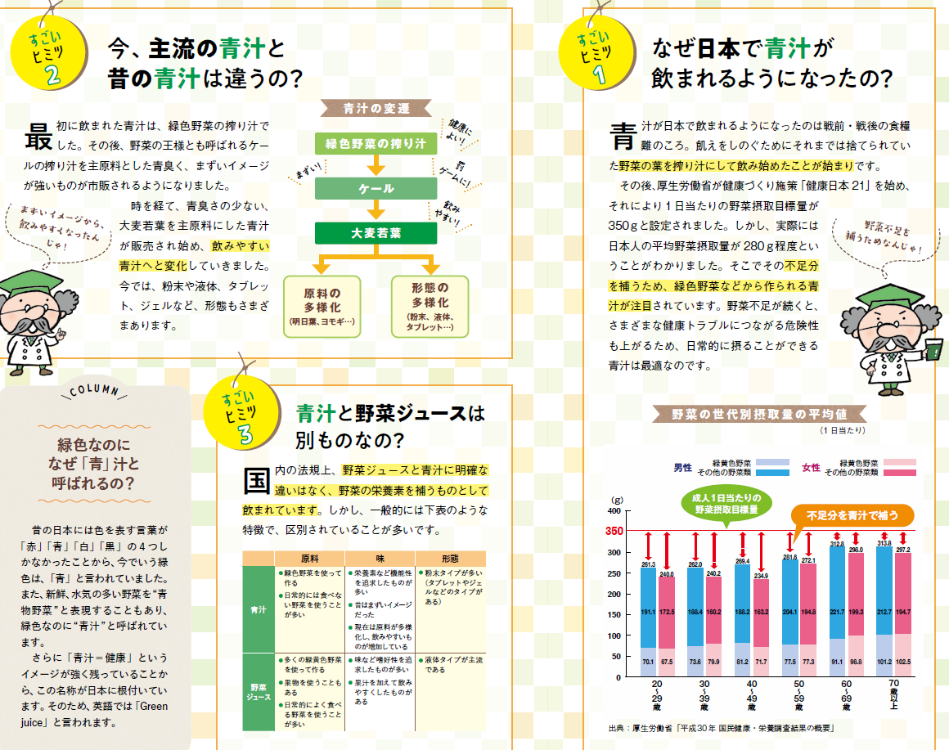 すごい
ヒミツ
1
なぜ日本で青汁が
飲まれるようになったの？
青汁が日本で飲まれるようになったのは戦前・戦後の食糧
難のころ。飢えをしのぐためにそれまでは捨てられてい
た野菜の葉を搾り汁にして飲み始めたことが始まりです。
その後、厚生労働省が健康づくり施策「健康日本21」を始め、
それにより1日当たりの野菜摂取目標量が
350gと設定されました。しかし、実際には
日本人の平均野菜摂取量が280g程度とい
うことがわかりました。そこでその不足分
を補うため、緑色野菜などから作られる青
汁が注目されています。野菜不足が続くと、
さまざまな健康トラブルにつながる危険性
も上がるため、日常的に摂ることができる
青汁は最適なのです。
野菜不足を
補うためなんじゃ！
野菜の世代別摂取量の平均値
（1日当たり）
男性 緑黄色野菜 その他の野菜類
女性 緑黄色野菜 その他の野菜類
成人1日当たりの
野菜摂取目標量
不足分を青汁で補う
(g)
400
350
300
250
200
150
100
50
0
261.3 240.0 262.0 240.2 269.4 234.9 281.6 272.1 312.8 298.0 313.8 297.2
191.1 172.5 188.4 160.2 188.2 163.2 204.1 194.8 221.7 199.3 212.7 194.7
70.1 67.5 73.6 79.9 81.2 71.7 77.5 77.3 91.1 98.8 101.2 102.5
20～29歳
30～39歳
40～49歳
50～59歳
60～69歳
70歳以上
出典：厚生労働省「平成30年 国民健康・栄養調査結果の概要」
すごい
ヒミツ
2
今、主流の青汁と
昔の青汁は違うの？
最初に飲まれた青汁は、緑色野菜の搾り汁で
した。その後、野菜の王様とも呼ばれるケー
ルの搾り汁を主原料とした青臭く、まずいイメージ
が強いものが市販されるようになりました。
時を経て、青臭さの少ない、
大麦若葉を主原料にした青汁
が販売され始め、飲みやすい
青汁へと変化していきました。
今では、粉末や液体、タブレッ
ト、ジェルなど、形態もさまざ
まあります。
まずいイメージから、
飲みやすくなったん
じゃ！
青汁の変遷
緑色野菜の搾り汁
健康に
よい！
まずい！
ケール
罰
ゲームに！
飲み
やすい！
大麦若葉
原料の
多様化
（明日葉、ヨモギ…）
形態の
多様化
（粉末、液体、
タブレット…）
すごい
ヒミツ
3
青汁と野菜ジュースは
別ものなの？
国内の法規上、野菜ジュースと青汁に明確な
違いはなく、野菜の栄養素を補うものとして
飲まれています。しかし、一般的には下表のような
特徴で、区別されていることが多いです。
原料 味 形態
青汁
●緑色野菜を使って
作る
●日常的には食べな
い野菜を使うこと
が多い
●栄養素など機能性
を追求したものが
多い
●昔はまずいイメージ
だった
●現在は原料が多様
化し、飲みやすいも
のが増加している
●粉末タイプが多い
（タブレットやジェ
ルなどのタイプが
ある）
野菜
ジュース
●多くの緑黄色野菜
を使って作る
●果物を使うことも
ある
●日常的によく食べ
る野菜を使うこと
が多い
●味など嗜好性を追
求したものが多い
●果汁を加えて飲み
やすくしたものも
ある
●液体タイプが主流
である
COLUMN
緑色なのに
なぜ「青」汁と
呼ばれるの？
昔の日本には色を表す言葉が
「赤」「青」「白」「黒」の4つし
かなかったことから、今でいう緑
色は、「青」と言われていました。
また、新鮮、水気の多い野菜を“青
物野菜”と表現することもあり、
緑色なのに“青汁”と呼ばれてい
ます。
さらに「青汁＝健康」という
イメージが強く残っていることか
ら、この名称が日本に根付いてい
ます。そのため、英語では「Green
juice」と言われます。